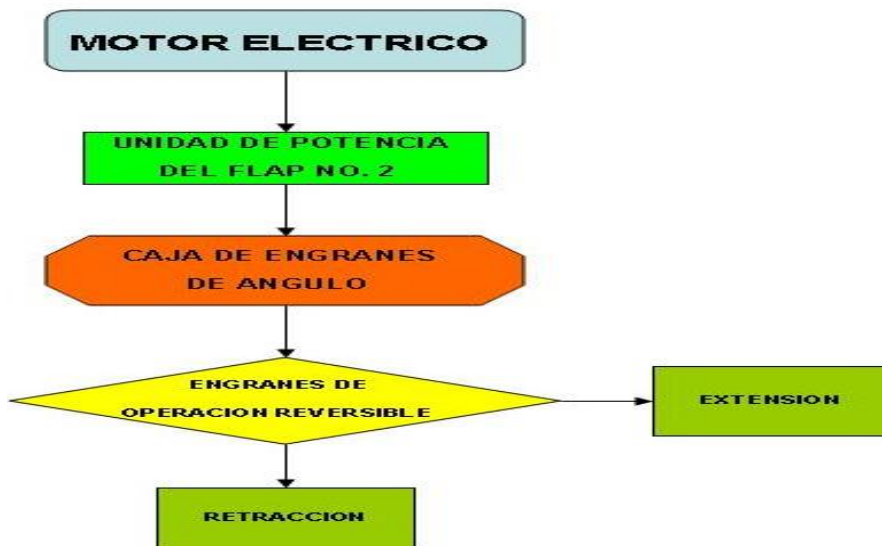 MOTOR ELECTRICO
UNIDAD DE POTENCIA
DEL FLAP NO. 2
CAJA DE ENGRANES
DE ANGULO
ENGRANES DE
OPERACION REVERSIBLE
EXTENSION
RETRACCION